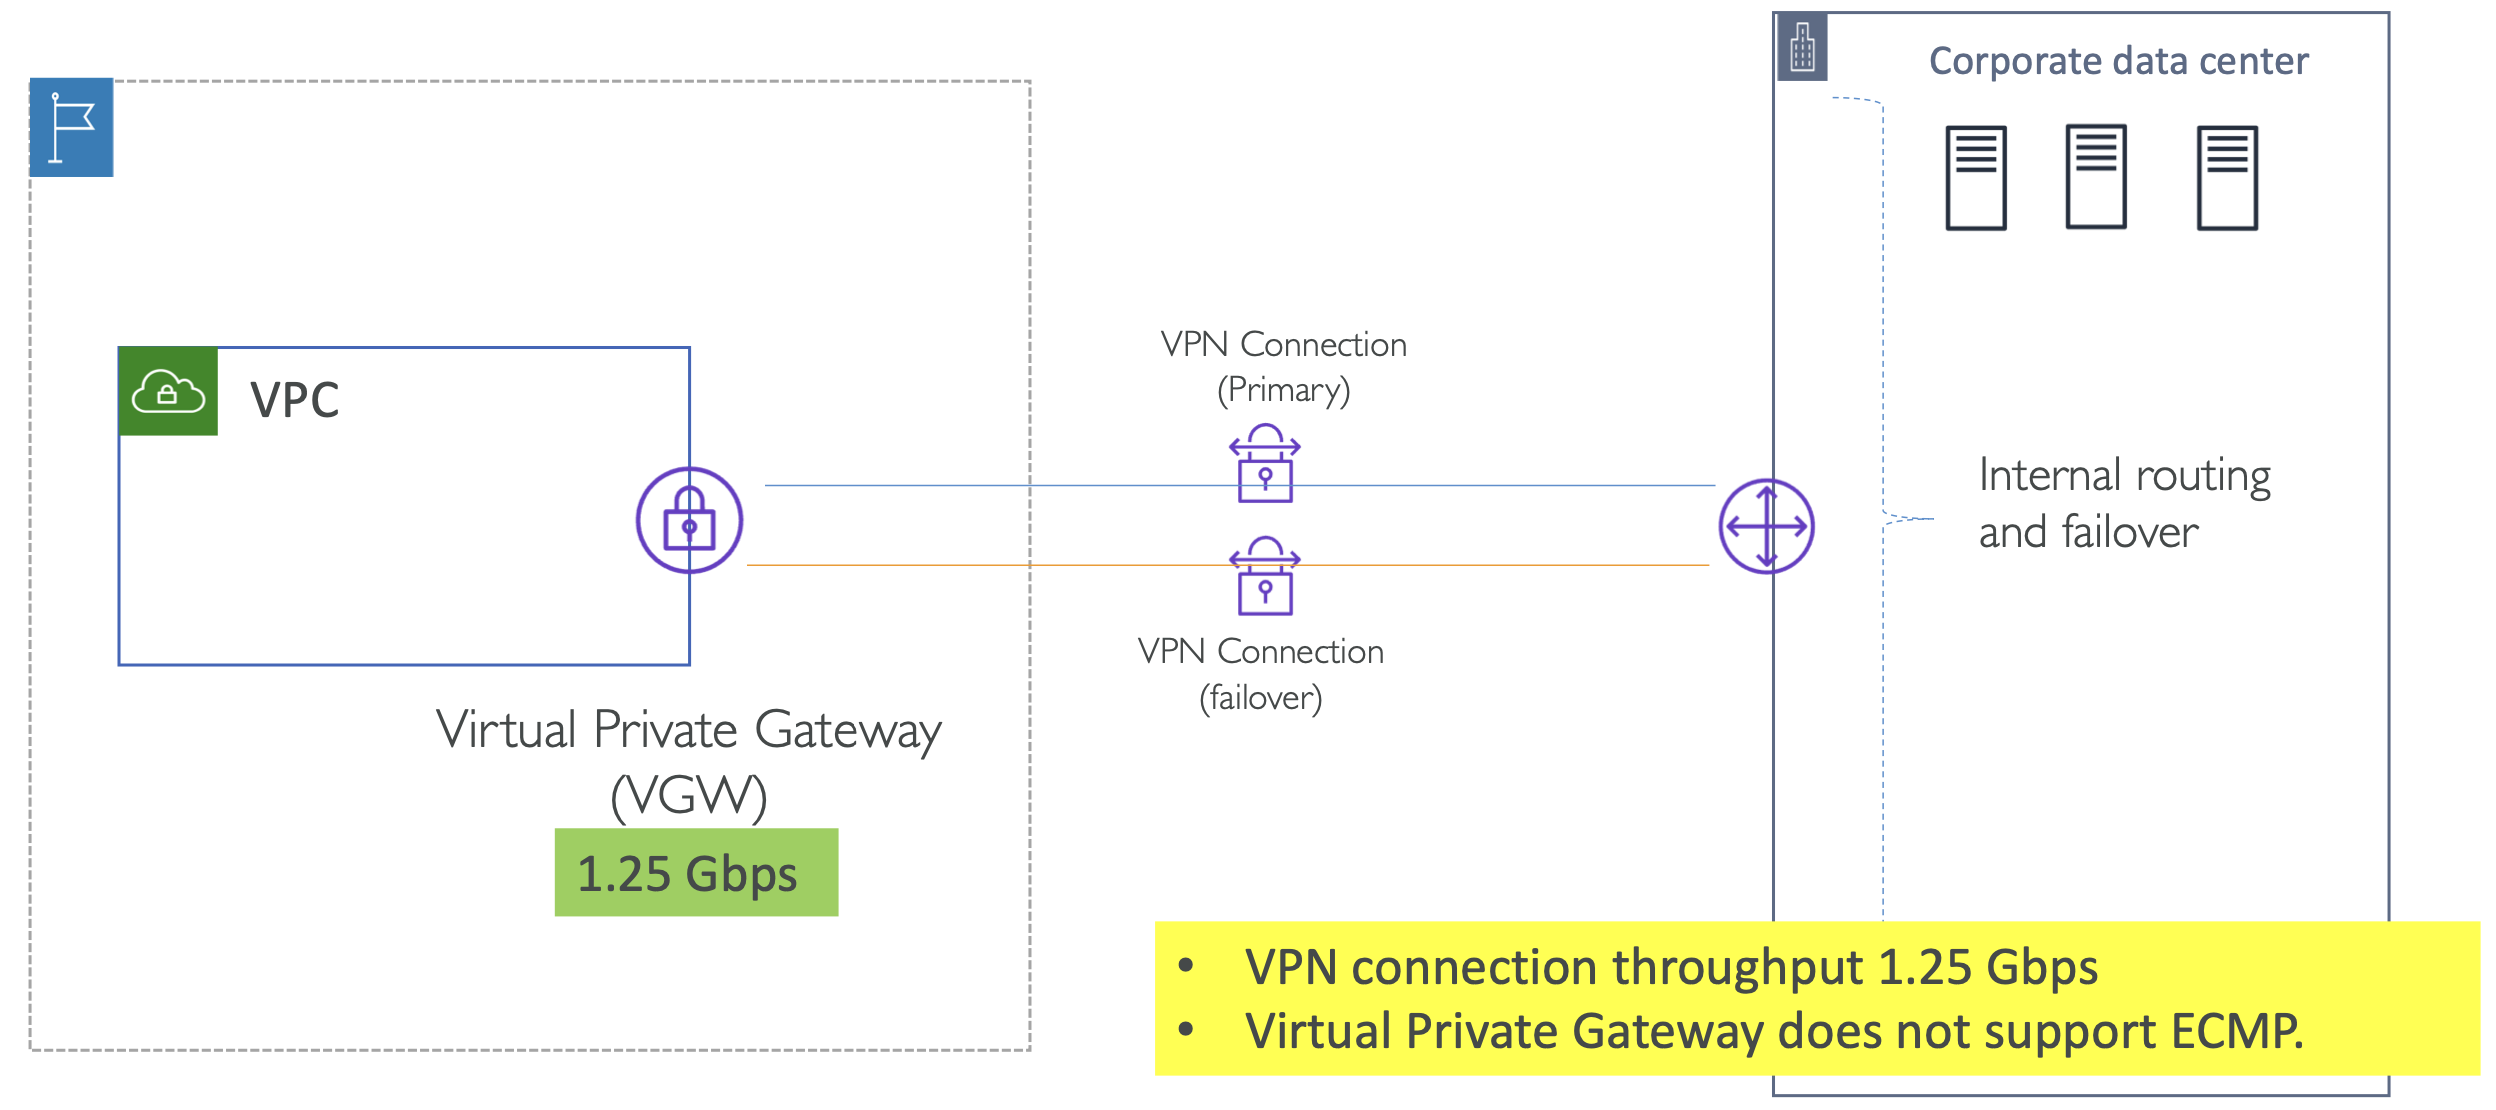 Corporate data center
VPC
VPN Connection
(Primary)
Internal routing
and failover
VPN Connection
(failover)
Virtual Private Gateway
(VGW)
1.25 Gbps
• VPN connection throughput 1.25 Gbps
• Virtual Private Gateway does not support ECMP.